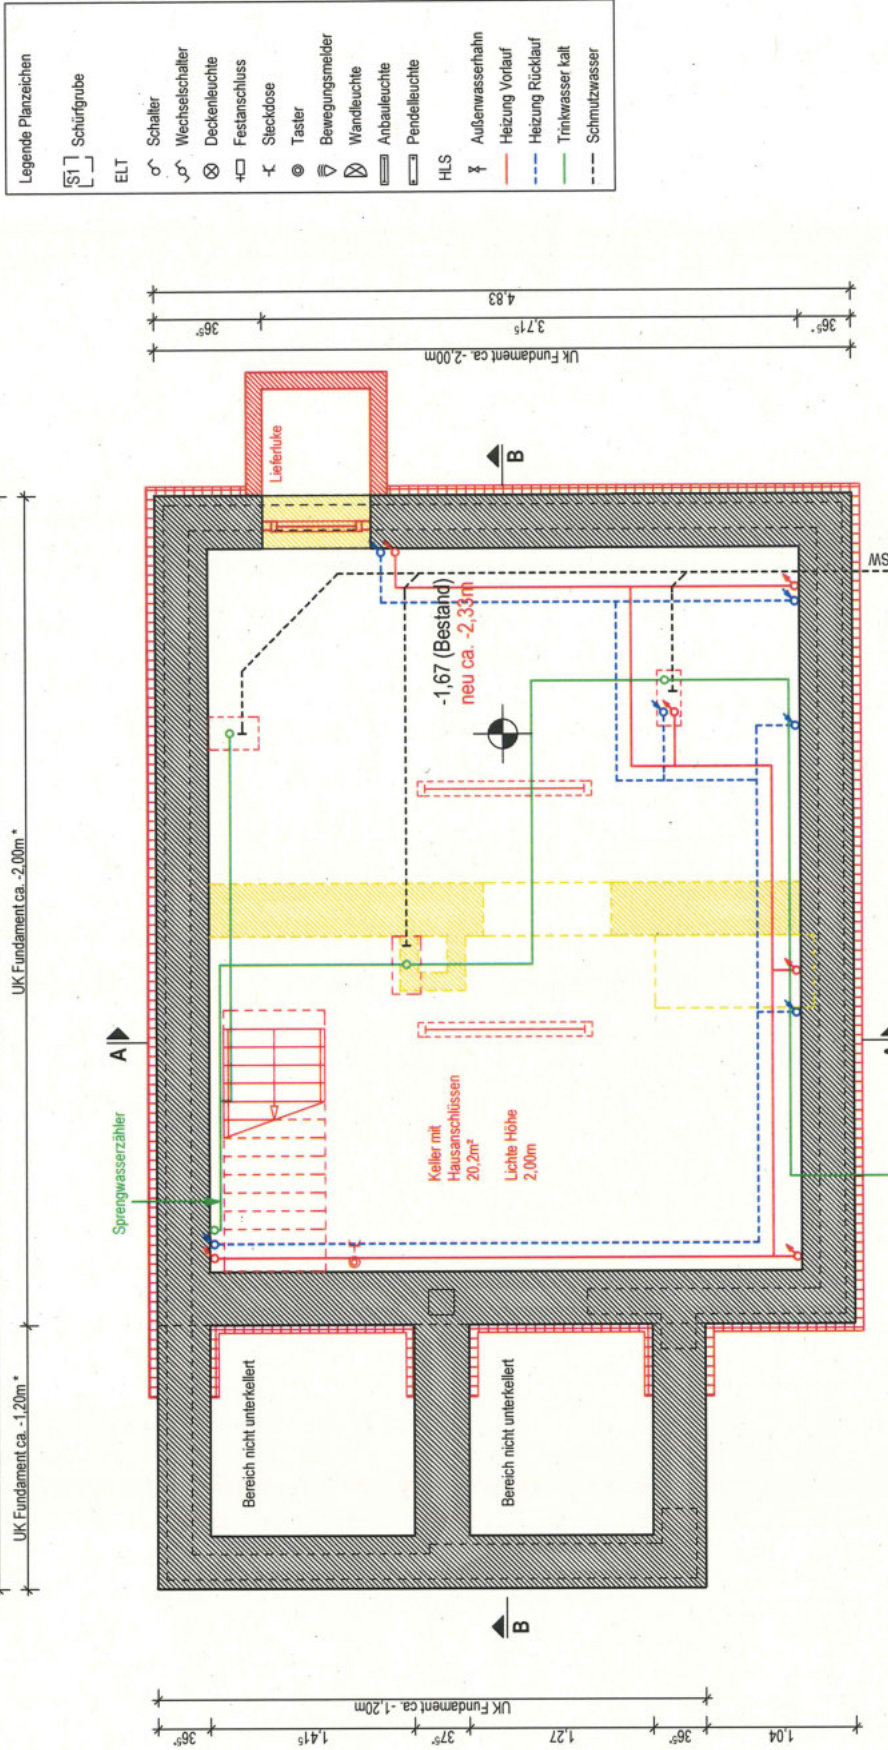 Legende Planzeichen
S1
Schürfgrube
ELT
Schalter
Wechselschalter
Deckenleuchte
Festanschluss
Steckdose
Taster
Bewegungsmelder
Wandleuchte
Anbauleuchte
Pendelleuchte
HLS
Außenwasserhahn
Heizung Vorlauf
Heizung Rücklauf
Trinkwasser kalt
Schmutzwasser
UK Fundament ca. -1,20m *
UK Fundament ca. -2,00m *
A
Sprengwasserzähler
Lieferluke
-1,67 (Bestand)
neu ca. -2,33m
Keller mit
Hausanschlüssen
20,2m²
Lichte Höhe
2,00m
Bereich nicht unterkellert
Bereich nicht unterkellert
B
B
SW
UK Fundament ca. -2,00m
36⁵
3,71⁵
36⁵
4,83
UK Fundament ca. -1,20m
36⁵
1,41⁵
37⁵
1,27
36⁵
1,04